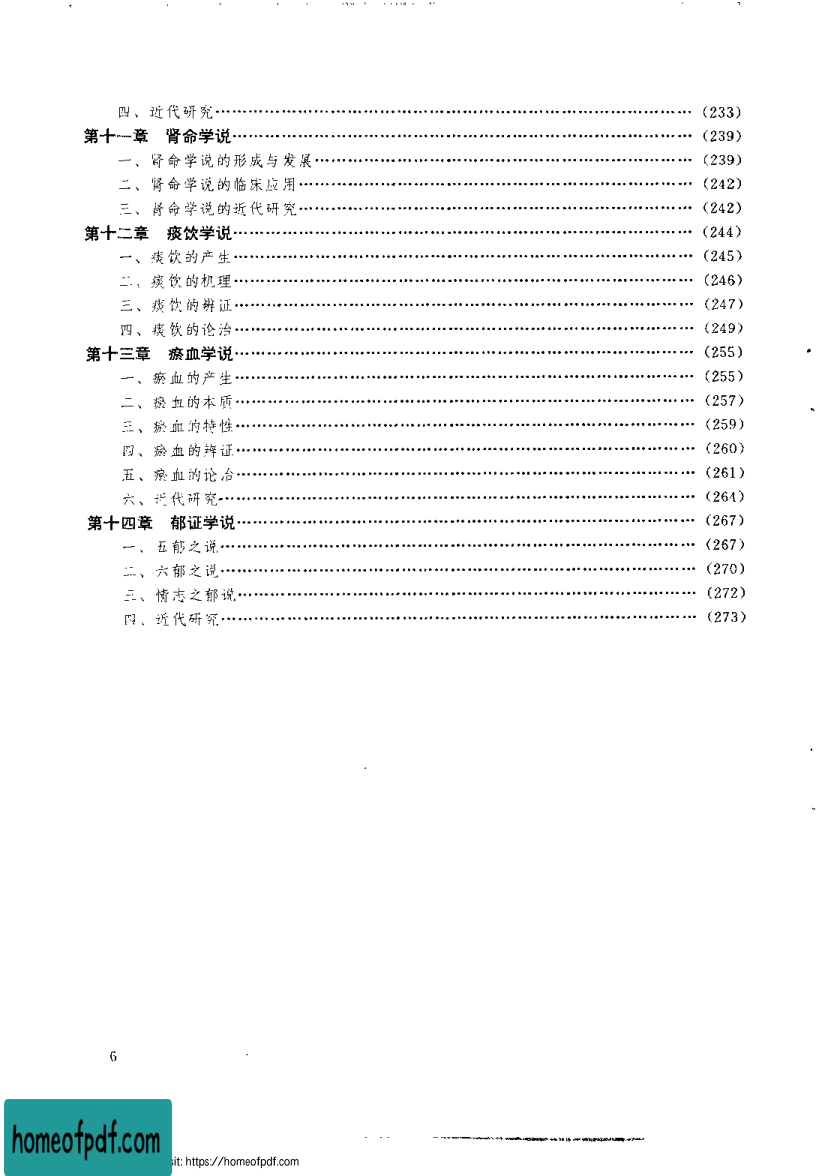 四、近代研究……(233)
第十一章 肾命学说……(239)
一、肾命学说的形成与发展……(239)
二、肾命学说的临床应用……(242)
三、肾命学说的近代研究……(242)
第十二章 痰饮学说……(244)
一、痰饮的产生……(245)
二、痰饮的机理……(246)
三、痰饮的辨证……(247)
四、痰饮的论治……(249)
第十三章 瘀血学说……(255)
一、瘀血的产生……(255)
二、瘀血的本质……(257)
三、瘀血的特性……(259)
四、瘀血的辨证……(260)
五、瘀血的论治……(261)
六、近代研究……(264)
第十四章 郁证学说……(267)
一、五郁之说……(267)
二、六郁之说……(270)
三、情志之郁说……(272)
四、近代研究……(273)
6
homeofpdf.com
sit: https://homeofpdf.com